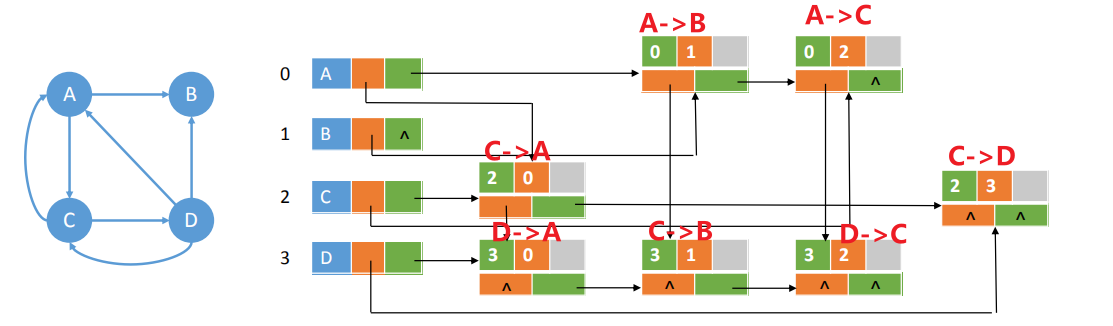 A B
C D
A->B A->C
0 A 0 1 0 2
^
1 B ^
C->A C->D
2 C 2 0 2 3
^ ^
D->A C->B D->C
3 D 3 0 3 1 3 2
^ ^ ^ ^